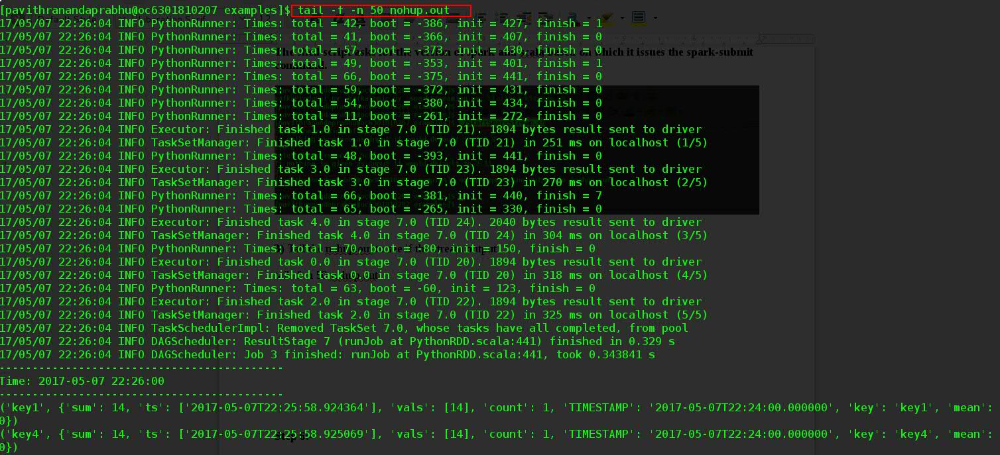 [pavithranandaprabhu@oc6301810207 examples]$ tail -f -n 50 nohup.out
17/05/07 22:26:04 INFO PythonRunner: Times: total = 42, boot = -386, init = 427, finish = 1
17/05/07 22:26:04 INFO PythonRunner: Times: total = 41, boot = -366, init = 407, finish = 0
17/05/07 22:26:04 INFO PythonRunner: Times: total = 57, boot = -373, init = 430, finish = 0
17/05/07 22:26:04 INFO PythonRunner: Times: total = 49, boot = -353, init = 401, finish = 1
17/05/07 22:26:04 INFO PythonRunner: Times: total = 66, boot = -375, init = 441, finish = 0
17/05/07 22:26:04 INFO PythonRunner: Times: total = 59, boot = -372, init = 431, finish = 0
17/05/07 22:26:04 INFO PythonRunner: Times: total = 54, boot = -380, init = 434, finish = 0
17/05/07 22:26:04 INFO PythonRunner: Times: total = 11, boot = -261, init = 272, finish = 0
17/05/07 22:26:04 INFO Executor: Finished task 1.0 in stage 7.0 (TID 21). 1894 bytes result sent to driver
17/05/07 22:26:04 INFO TaskSetManager: Finished task 1.0 in stage 7.0 (TID 21) in 251 ms on localhost (1/5)
17/05/07 22:26:04 INFO PythonRunner: Times: total = 48, boot = -393, init = 441, finish = 0
17/05/07 22:26:04 INFO Executor: Finished task 3.0 in stage 7.0 (TID 23). 1894 bytes result sent to driver
17/05/07 22:26:04 INFO TaskSetManager: Finished task 3.0 in stage 7.0 (TID 23) in 270 ms on localhost (2/5)
17/05/07 22:26:04 INFO PythonRunner: Times: total = 66, boot = -381, init = 440, finish = 7
17/05/07 22:26:04 INFO PythonRunner: Times: total = 65, boot = -265, init = 330, finish = 0
17/05/07 22:26:04 INFO Executor: Finished task 4.0 in stage 7.0 (TID 24). 2040 bytes result sent to driver
17/05/07 22:26:04 INFO TaskSetManager: Finished task 4.0 in stage 7.0 (TID 24) in 304 ms on localhost (3/5)
17/05/07 22:26:04 INFO PythonRunner: Times: total = 70, boot = -80, init = 150, finish = 0
17/05/07 22:26:04 INFO Executor: Finished task 0.0 in stage 7.0 (TID 20). 1894 bytes result sent to driver
17/05/07 22:26:04 INFO TaskSetManager: Finished task 0.0 in stage 7.0 (TID 20) in 318 ms on localhost (4/5)
17/05/07 22:26:04 INFO PythonRunner: Times: total = 63, boot = -60, init = 123, finish = 0
17/05/07 22:26:04 INFO Executor: Finished task 2.0 in stage 7.0 (TID 22). 1894 bytes result sent to driver
17/05/07 22:26:04 INFO TaskSetManager: Finished task 2.0 in stage 7.0 (TID 22) in 325 ms on localhost (5/5)
17/05/07 22:26:04 INFO TaskSchedulerImpl: Removed TaskSet 7.0, whose tasks have all completed, from pool
17/05/07 22:26:04 INFO DAGScheduler: ResultStage 7 (runJob at PythonRDD.scala:441) finished in 0.329 s
17/05/07 22:26:04 INFO DAGScheduler: Job 3 finished: runJob at PythonRDD.scala:441, took 0.343841 s
-------------------------------------------
Time: 2017-05-07 22:26:00
-------------------------------------------
('key1', {'sum': 14, 'ts': ['2017-05-07T22:25:58.924364'], 'vals': [14], 'count': 1, 'TIMESTAMP': '2017-05-07T22:24:00.000000', 'key': 'key1', 'mean':
0})
('key4', {'sum': 14, 'ts': ['2017-05-07T22:25:58.925069'], 'vals': [14], 'count': 1, 'TIMESTAMP': '2017-05-07T22:24:00.000000', 'key': 'key4', 'mean':
0})
which it issues the spark-submit
command.